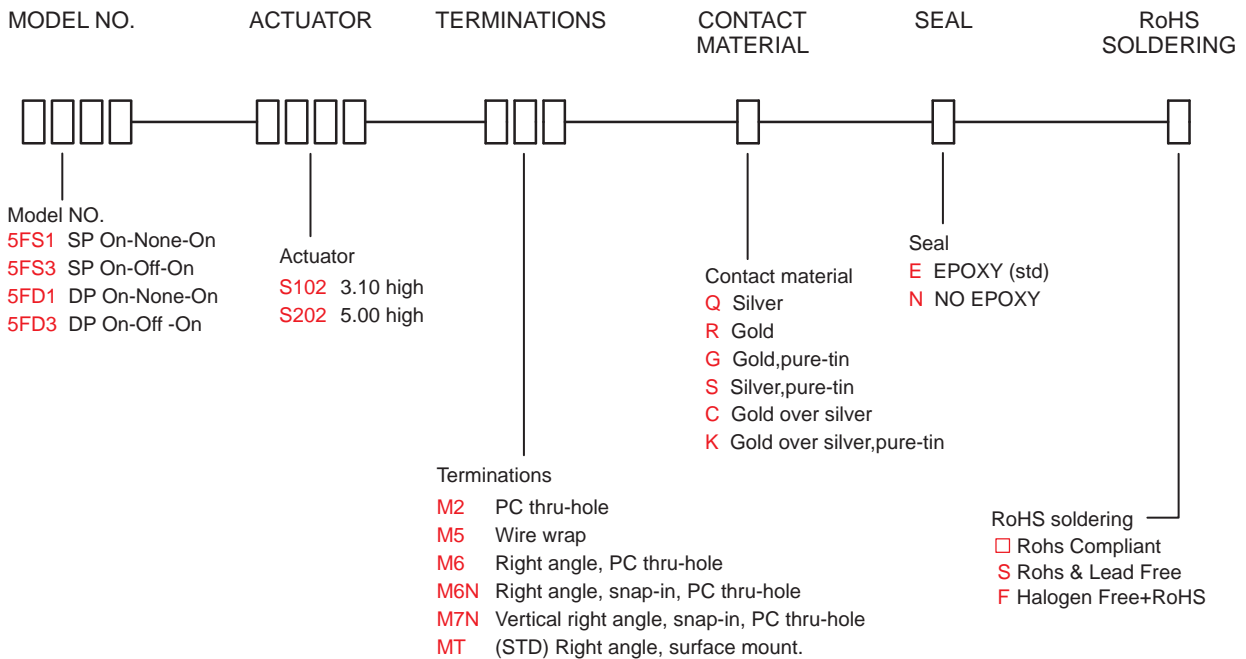 MODEL NO.
ACTUATOR
TERMINATIONS
CONTACT
MATERIAL
SEAL
RoHS
SOLDERING
Model NO.
5FS1 SP On-None-On
5FS3 SP On-Off-On
5FD1 DP On-None-On
5FD3 DP On-Off -On
Actuator
S102 3.10 high
S202 5.00 high
Terminations
M2 PC thru-hole
M5 Wire wrap
M6 Right angle, PC thru-hole
M6N Right angle, snap-in, PC thru-hole
M7N Vertical right angle, snap-in, PC thru-hole
MT (STD) Right angle, surface mount.
Contact material
Q Silver
R Gold
G Gold,pure-tin
S Silver,pure-tin
C Gold over silver
K Gold over silver,pure-tin
Seal
E EPOXY (std)
N NO EPOXY
RoHS soldering
□ Rohs Compliant
S Rohs & Lead Free
F Halogen Free+RoHS